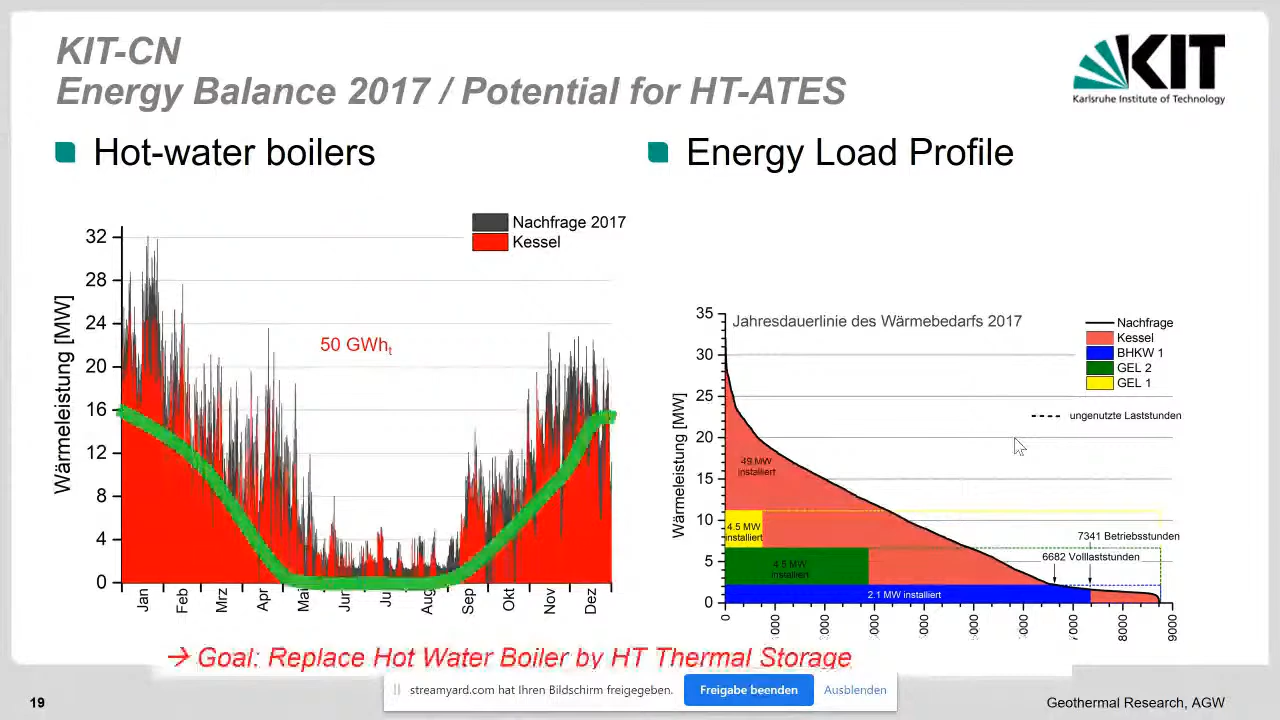 KIT-CN
Energy Balance 2017 / Potential for HT-ATES
KIT
Karlsruhe Institute of Technology
Hot-water boilers
Energy Load Profile
Nachfrage 2017
Kessel
50 GWht
Wärmeleistung [MW]
32
28
24
20
16
12
8
4
0
Jan
Feb
Mrz
Apr
Mai
Jun
Jul
Aug
Sep
Okt
Nov
Dez
Jahresdauerlinie des Wärmebedarfs 2017
Nachfrage
Kessel
BHKW 1
GEL 2
GEL 1
ungenutzte Laststunden
Wärmeleistung [MW]
35
30
25
20
15
10
5
0
49 MW
installiert
4.5 MW
installiert
4.5 MW
installiert
2.1 MW installiert
7341 Betriebsstunden
6682 Volllaststunden
0
8000
9000
→ Goal: Replace Hot Water Boiler by HT Thermal Storage
streamyard.com hat Ihren Bildschirm freigegeben.
Freigabe beenden
Ausblenden
19
Geothermal Research, AGW